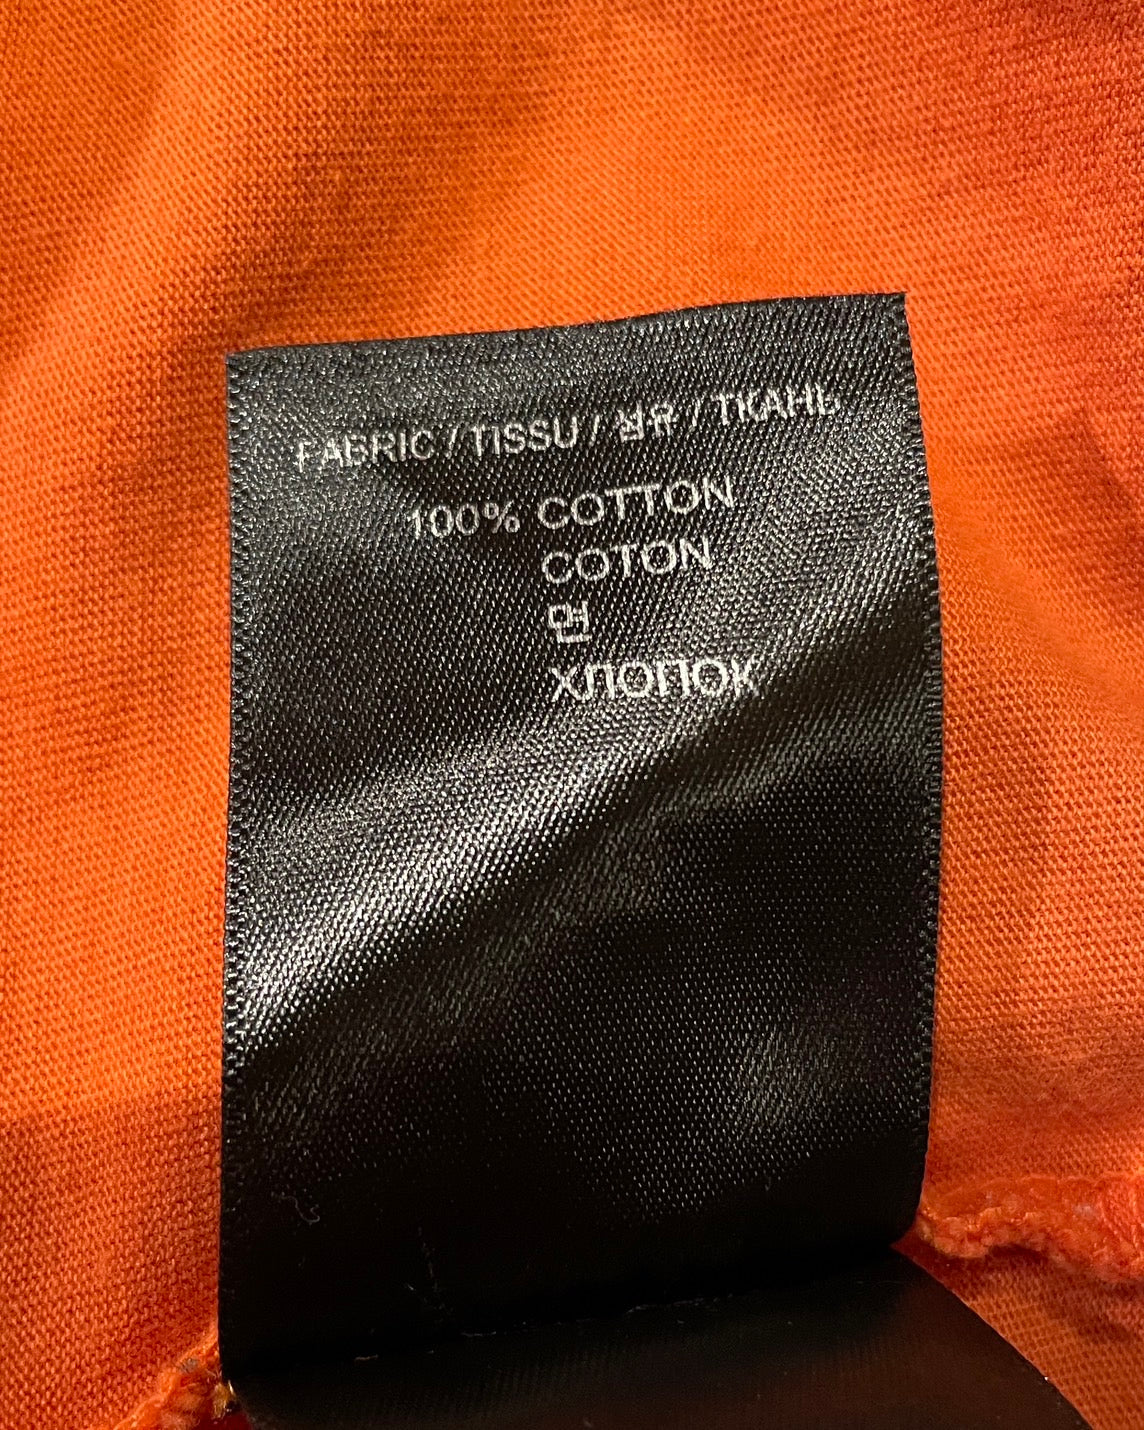 FABRIC / TISSU / 섬유 / ТКАНЬ
100% COTTON
COTON
면
ХЛОПОК